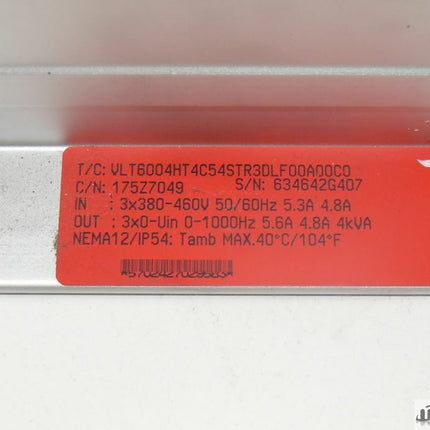 T/C: VLT6004HT4C54STR3DLF00A00C0
C/N: 175Z7049 S/N: 634642G407
IN : 3x380-460V 50/60Hz 5.3A 4.8A
OUT : 3x0-Uin 0-1000Hz 5.6A 4.8A 4kVA
NEMA12/IP54: Tamb MAX.40°C/104°F